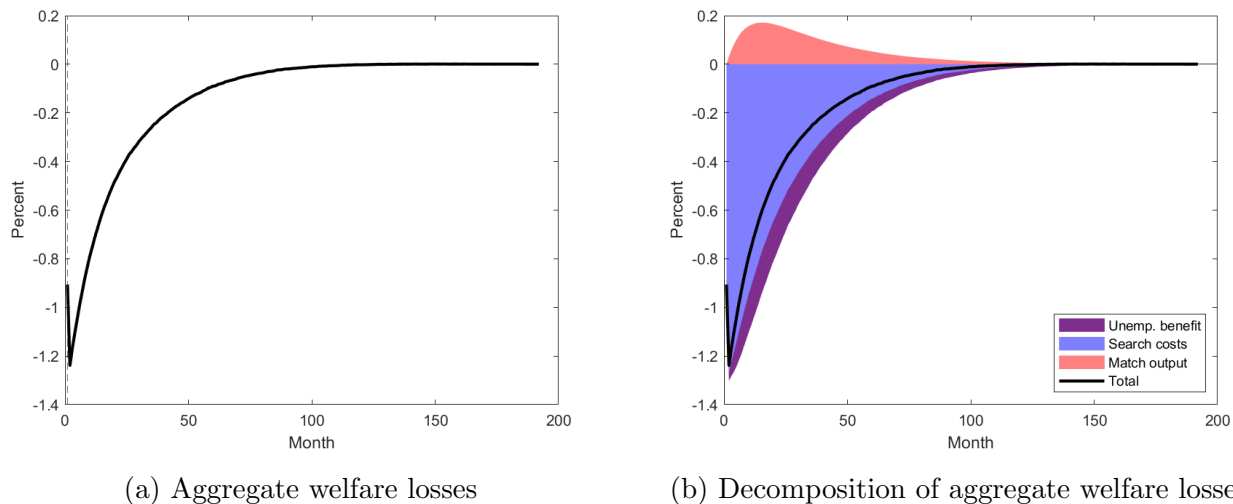 0.2
0
-0.2
-0.4
-0.6
-0.8
-1
-1.2
-1.4
Percent
0 50 100 150 200
Month
(a) Aggregate welfare losses
0.2
0
-0.2
-0.4
-0.6
-0.8
-1
-1.2
-1.4
Percent
Unemp. benefit
Search costs
Match output
Total
0 50 100 150 200
Month
(b) Decomposition of aggregate welfare losse